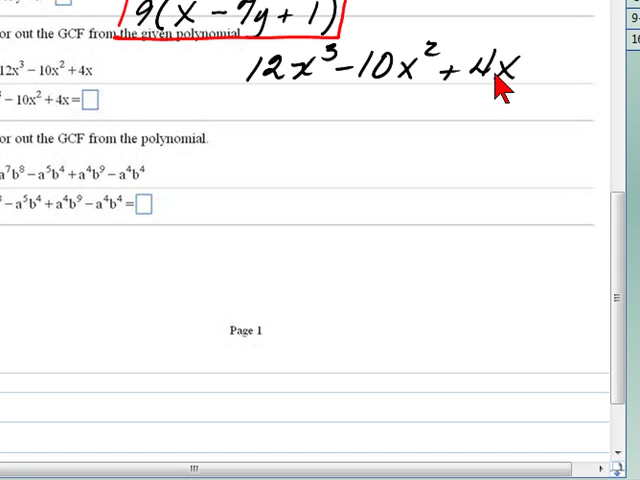 9(x - 7y + 1)
or out the GCF from the given polynomial.
12x³ - 10x² + 4x
12x³ − 10x² + 4x
- 10x² + 4x =
or out the GCF from the polynomial.
a⁷b⁸ − a⁵b⁴ + a⁴b⁹ − a⁴b⁴
- a⁵b⁴ + a⁴b⁹ − a⁴b⁴ =
Page 1